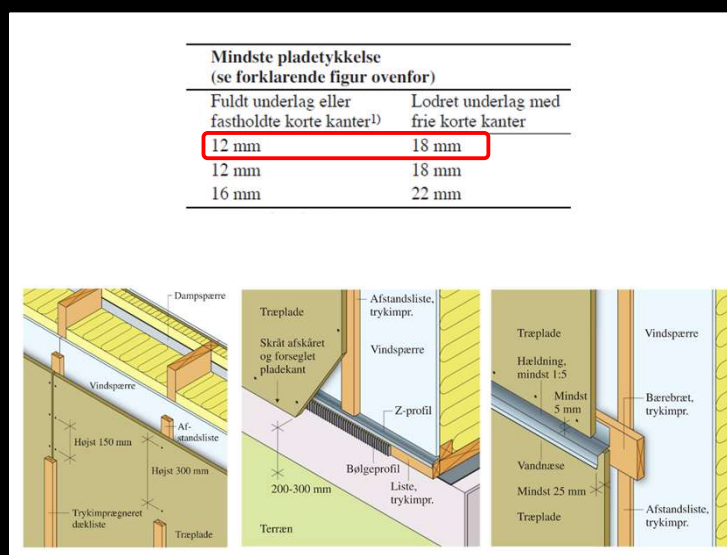 Mindste pladetykkelse
(se forklarende figur ovenfor)
Fuldt underlag eller
fastholdte korte kanter1)
Lodret underlag med
frie korte kanter
12 mm 18 mm
12 mm 18 mm
16 mm 22 mm
Dampspærre
Vindspærre
Af-
standsliste
Højst 150 mm
Højst 300 mm
Trykimprægneret
dækliste
Træplade
Træplade
Skråt afskåret
og forseglet
pladekant
Afstandsliste,
trykimpr.
Vindspærre
Z-profil
Bølgeprofil
200-300 mm
Liste,
trykimpr.
Terræn
Træplade
Hældning,
mindst 1:5
Mindst
5 mm
Vindspærre
Bærebræt,
trykimpr.
Vandnæse
Mindst 25 mm
Træplade
Afstandsliste,
trykimpr.